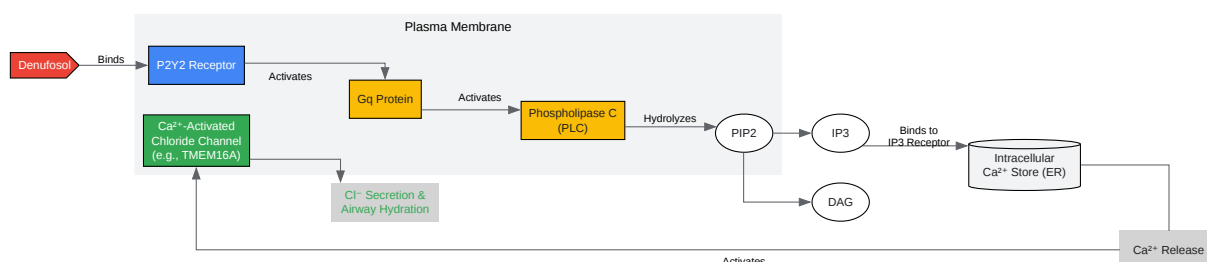 Plasma Membrane
Denufosol
Binds
P2Y2 Receptor
Activates
Gq Protein
Activates
Phospholipase C
(PLC)
Hydrolyzes
PIP2
IP3
Binds to
IP3 Receptor
Intracellular
Ca²⁺ Store (ER)
DAG
Ca²⁺-Activated
Chloride Channel
(e.g., TMEM16A)
Cl⁻ Secretion &
Airway Hydration
Ca²⁺ Release
Activates